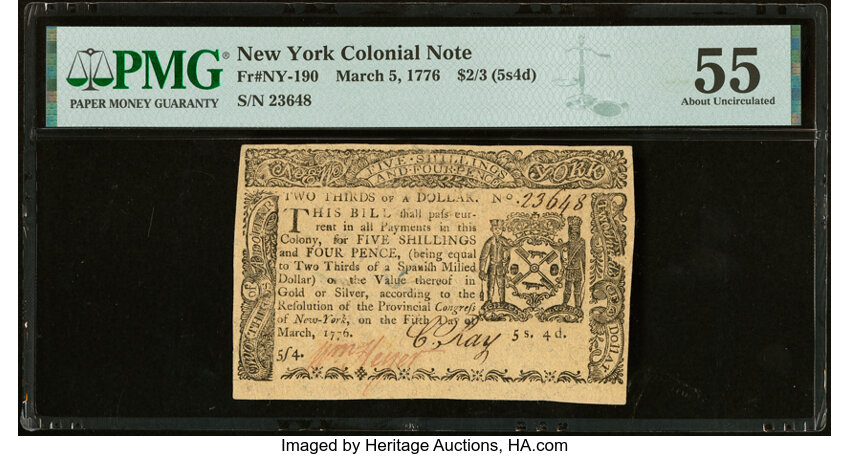 PMG®
PAPER MONEY GUARANTY
New York Colonial Note
Fr#NY-190 March 5, 1776 $2/3 (5s4d)
S/N 23648
55
About Uncirculated
FIVE · SHILLINGS
AND FOUR-PENCE
YORK
TWO THIRDS OF A DOLLAR. No. 23648
THIS BILL ſhall paſs cur-
rent in all Payments in this
Colony, for FIVE SHILLINGS
and FOUR PENCE, (being equal
to Two Thirds of a Spaniſh Milled
Dollar) or the Value thereof in
Gold or Silver, according to the
Reſolution of the Provincial Congreſs
of New-York, on the Fifth Day of
March, 1776.
C. Ray 5 s. 4 d.
5ſ4.
DOLLAR
Imaged by Heritage Auctions, HA.com